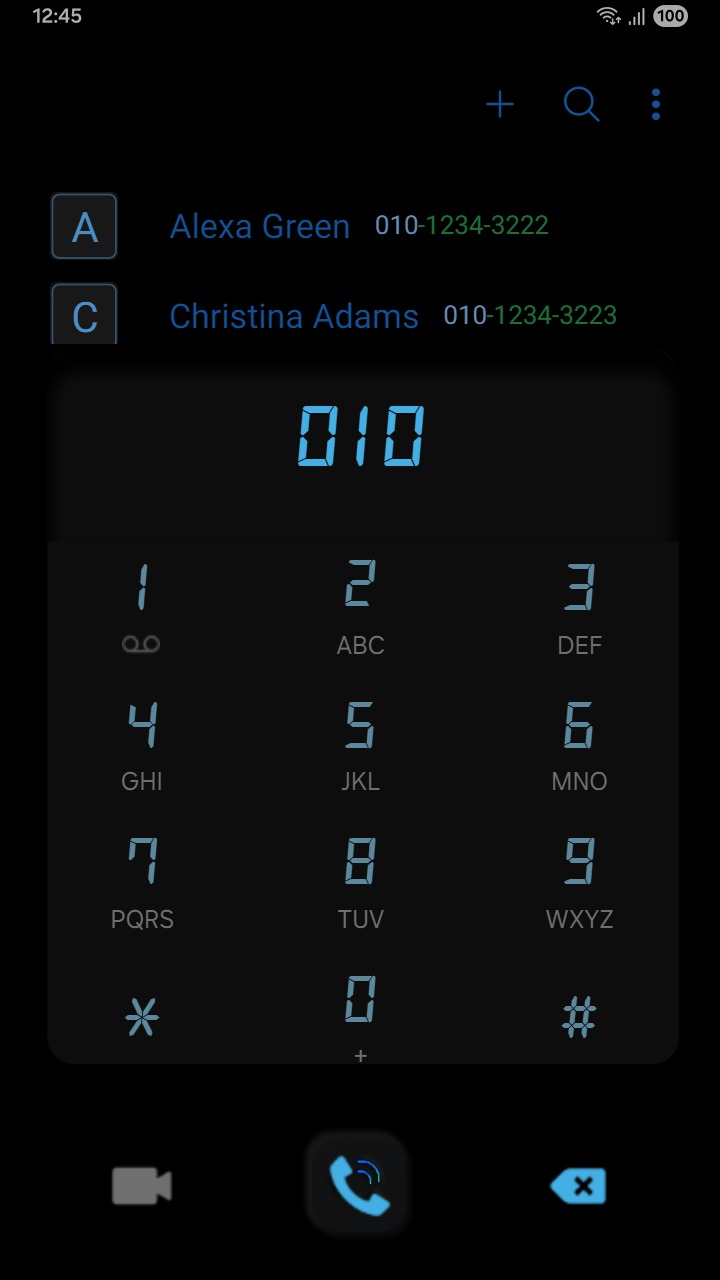 12:45 100
A Alexa Green 010-1234-3222
C Christina Adams 010-1234-3223
010
1 2 3
ABC DEF
4 5 6
GHI JKL MNO
7 8 9
PQRS TUV WXYZ
* 0 #
+